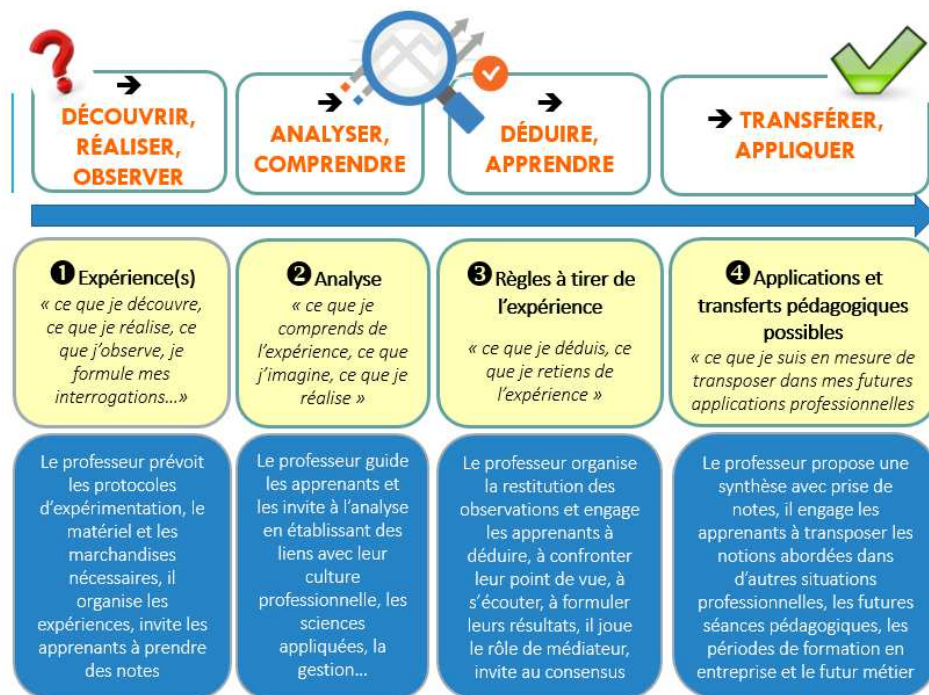 ➔
DÉCOUVRIR,
RÉALISER,
OBSERVER
➔
ANALYSER,
COMPRENDRE
➔
DÉDUIRE,
APPRENDRE
➔ TRANSFÉRER,
APPLIQUER
❶ Expérience(s)
« ce que je découvre,
ce que je réalise, ce
que j’observe, je
formule mes
interrogations…»
❷ Analyse
« ce que je
comprends de
l’expérience, ce que
j’imagine, ce que je
réalise »
❸ Règles à tirer de
l’expérience
« ce que je déduis, ce
que je retiens de
l’expérience »
❹ Applications et
transferts pédagogiques
possibles
« ce que je suis en mesure de
transposer dans mes futures
applications professionnelles
Le professeur prévoit
les protocoles
d’expérimentation, le
matériel et les
marchandises
nécessaires, il
organise les
expériences, invite les
apprenants à prendre
des notes
Le professeur guide
les apprenants et
les invite à l’analyse
en établissant des
liens avec leur
culture
professionnelle, les
sciences
appliquées, la
gestion…
Le professeur organise
la restitution des
observations et engage
les apprenants à
déduire, à confronter
leur point de vue, à
s’écouter, à formuler
leurs résultats, il joue
le rôle de médiateur,
invite au consensus
Le professeur propose une
synthèse avec prise de
notes, il engage les
apprenants à transposer les
notions abordées dans
d’autres situations
professionnelles, les futures
séances pédagogiques, les
périodes de formation en
entreprise et le futur métier